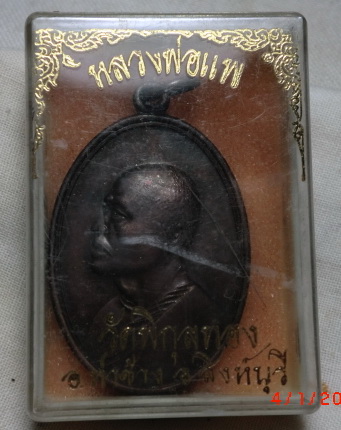 หลวงพ่อแพ
วัดพิกุลทอง
อ.ท่าช้าง จ.สิงห์บุรี
4/1/20